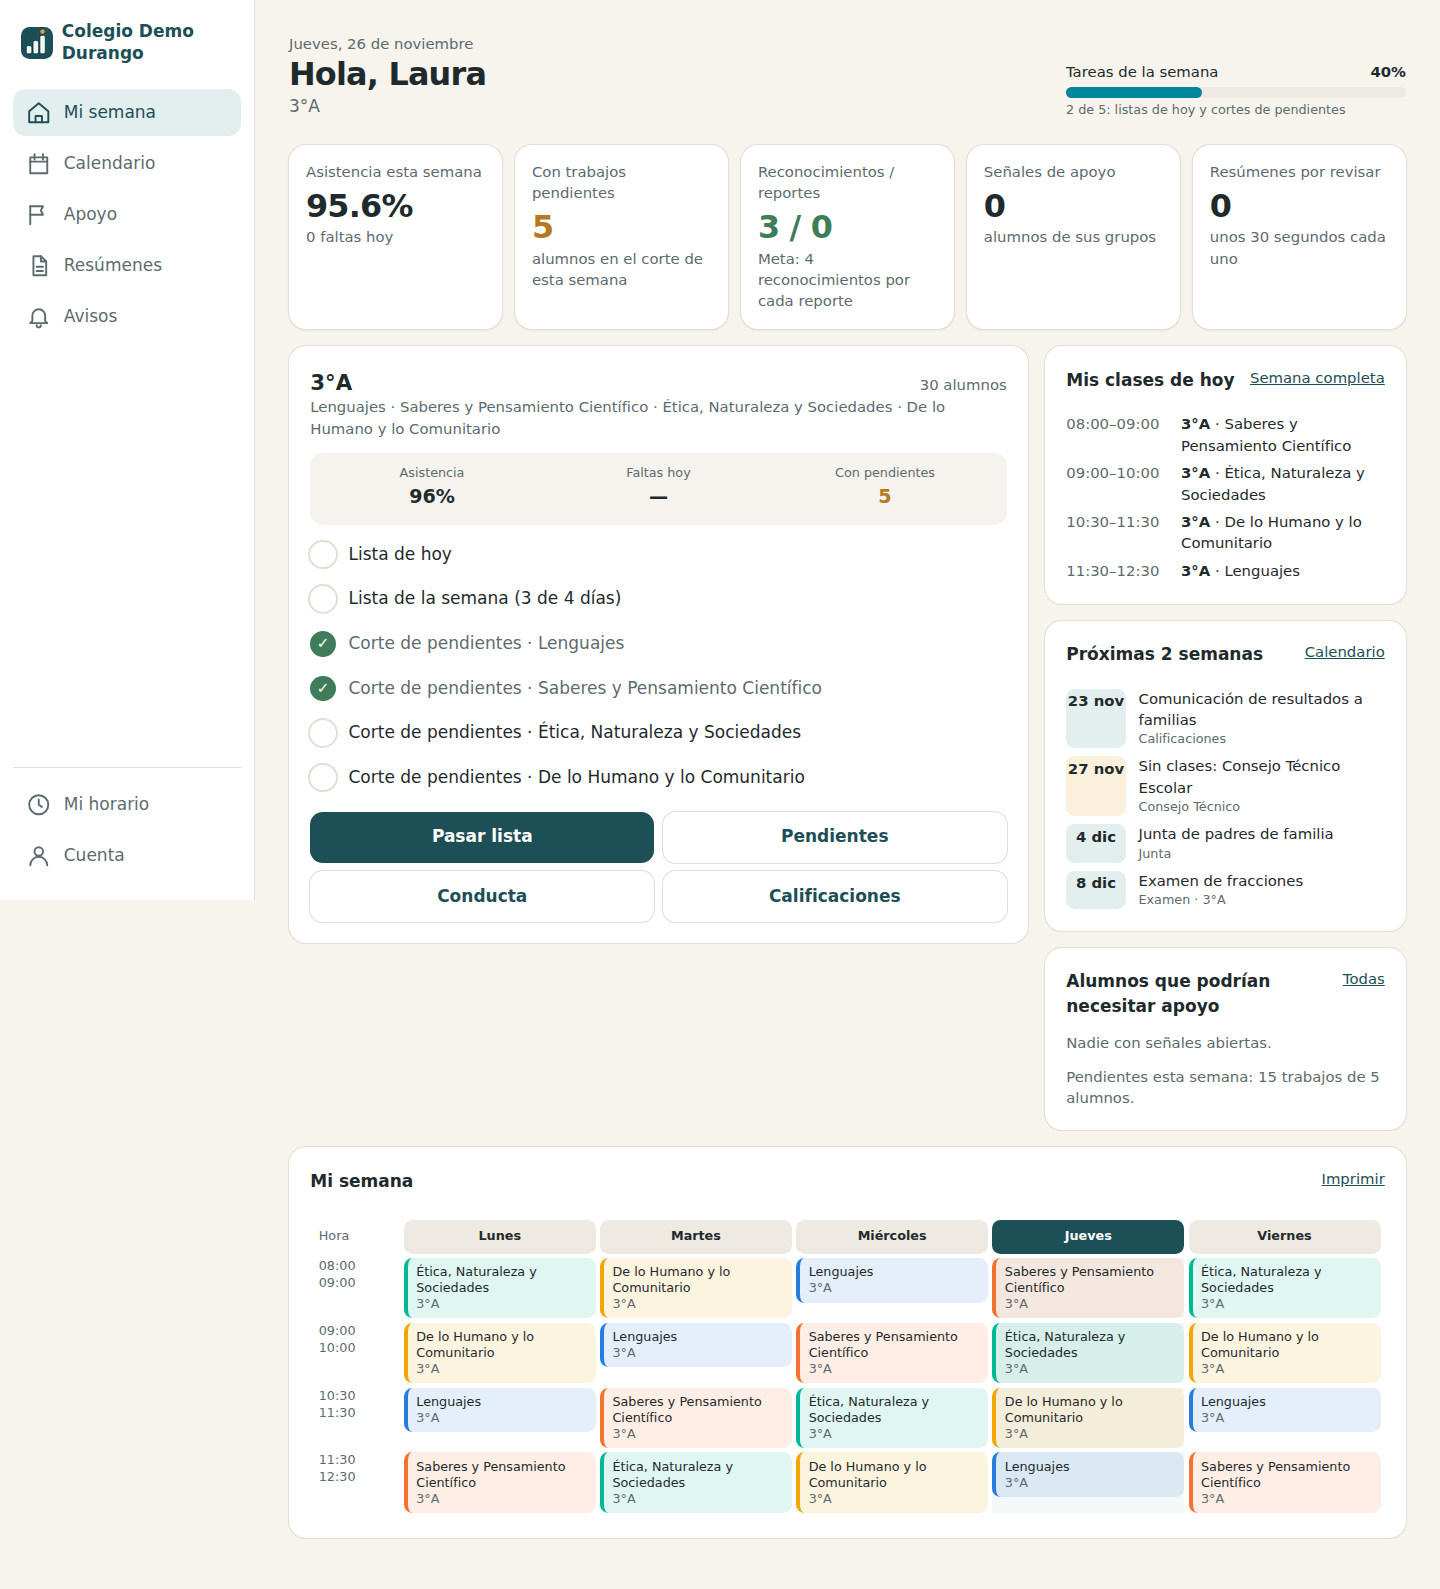 Colegio Demo
Durango
Mi semana
Calendario
Apoyo
Resúmenes
Avisos
Mi horario
Cuenta
Jueves, 26 de noviembre
Hola, Laura
3°A
Tareas de la semana 40%
2 de 5: listas de hoy y cortes de pendientes
Asistencia esta semana
95.6%
0 faltas hoy
Con trabajos
pendientes
5
alumnos en el corte de
esta semana
Reconocimientos /
reportes
3 / 0
Meta: 4
reconocimientos por
cada reporte
Señales de apoyo
0
alumnos de sus grupos
Resúmenes por revisar
0
unos 30 segundos cada
uno
3°A 30 alumnos
Lenguajes · Saberes y Pensamiento Científico · Ética, Naturaleza y Sociedades · De lo
Humano y lo Comunitario
Asistencia Faltas hoy Con pendientes
96% — 5
Lista de hoy
Lista de la semana (3 de 4 días)
✓ Corte de pendientes · Lenguajes
✓ Corte de pendientes · Saberes y Pensamiento Científico
Corte de pendientes · Ética, Naturaleza y Sociedades
Corte de pendientes · De lo Humano y lo Comunitario
Pasar lista Pendientes
Conducta Calificaciones
Mis clases de hoy Semana completa
08:00–09:00 3°A · Saberes y
Pensamiento Científico
09:00–10:00 3°A · Ética, Naturaleza y
Sociedades
10:30–11:30 3°A · De lo Humano y lo
Comunitario
11:30–12:30 3°A · Lenguajes
Próximas 2 semanas Calendario
23 nov Comunicación de resultados a
familias
Calificaciones
27 nov Sin clases: Consejo Técnico
Escolar
Consejo Técnico
4 dic Junta de padres de familia
Junta
8 dic Examen de fracciones
Examen · 3°A
Alumnos que podrían Todas
necesitar apoyo
Nadie con señales abiertas.
Pendientes esta semana: 15 trabajos de 5
alumnos.
Mi semana Imprimir
Hora Lunes Martes Miércoles Jueves Viernes
08:00
09:00
Ética, Naturaleza y
Sociedades
3°A
De lo Humano y lo
Comunitario
3°A
Lenguajes
3°A
Saberes y Pensamiento
Científico
3°A
Ética, Naturaleza y
Sociedades
3°A
09:00
10:00
De lo Humano y lo
Comunitario
3°A
Lenguajes
3°A
Saberes y Pensamiento
Científico
3°A
Ética, Naturaleza y
Sociedades
3°A
De lo Humano y lo
Comunitario
3°A
10:30
11:30
Lenguajes
3°A
Saberes y Pensamiento
Científico
3°A
Ética, Naturaleza y
Sociedades
3°A
De lo Humano y lo
Comunitario
3°A
Lenguajes
3°A
11:30
12:30
Saberes y Pensamiento
Científico
3°A
Ética, Naturaleza y
Sociedades
3°A
De lo Humano y lo
Comunitario
3°A
Lenguajes
3°A
Saberes y Pensamiento
Científico
3°A